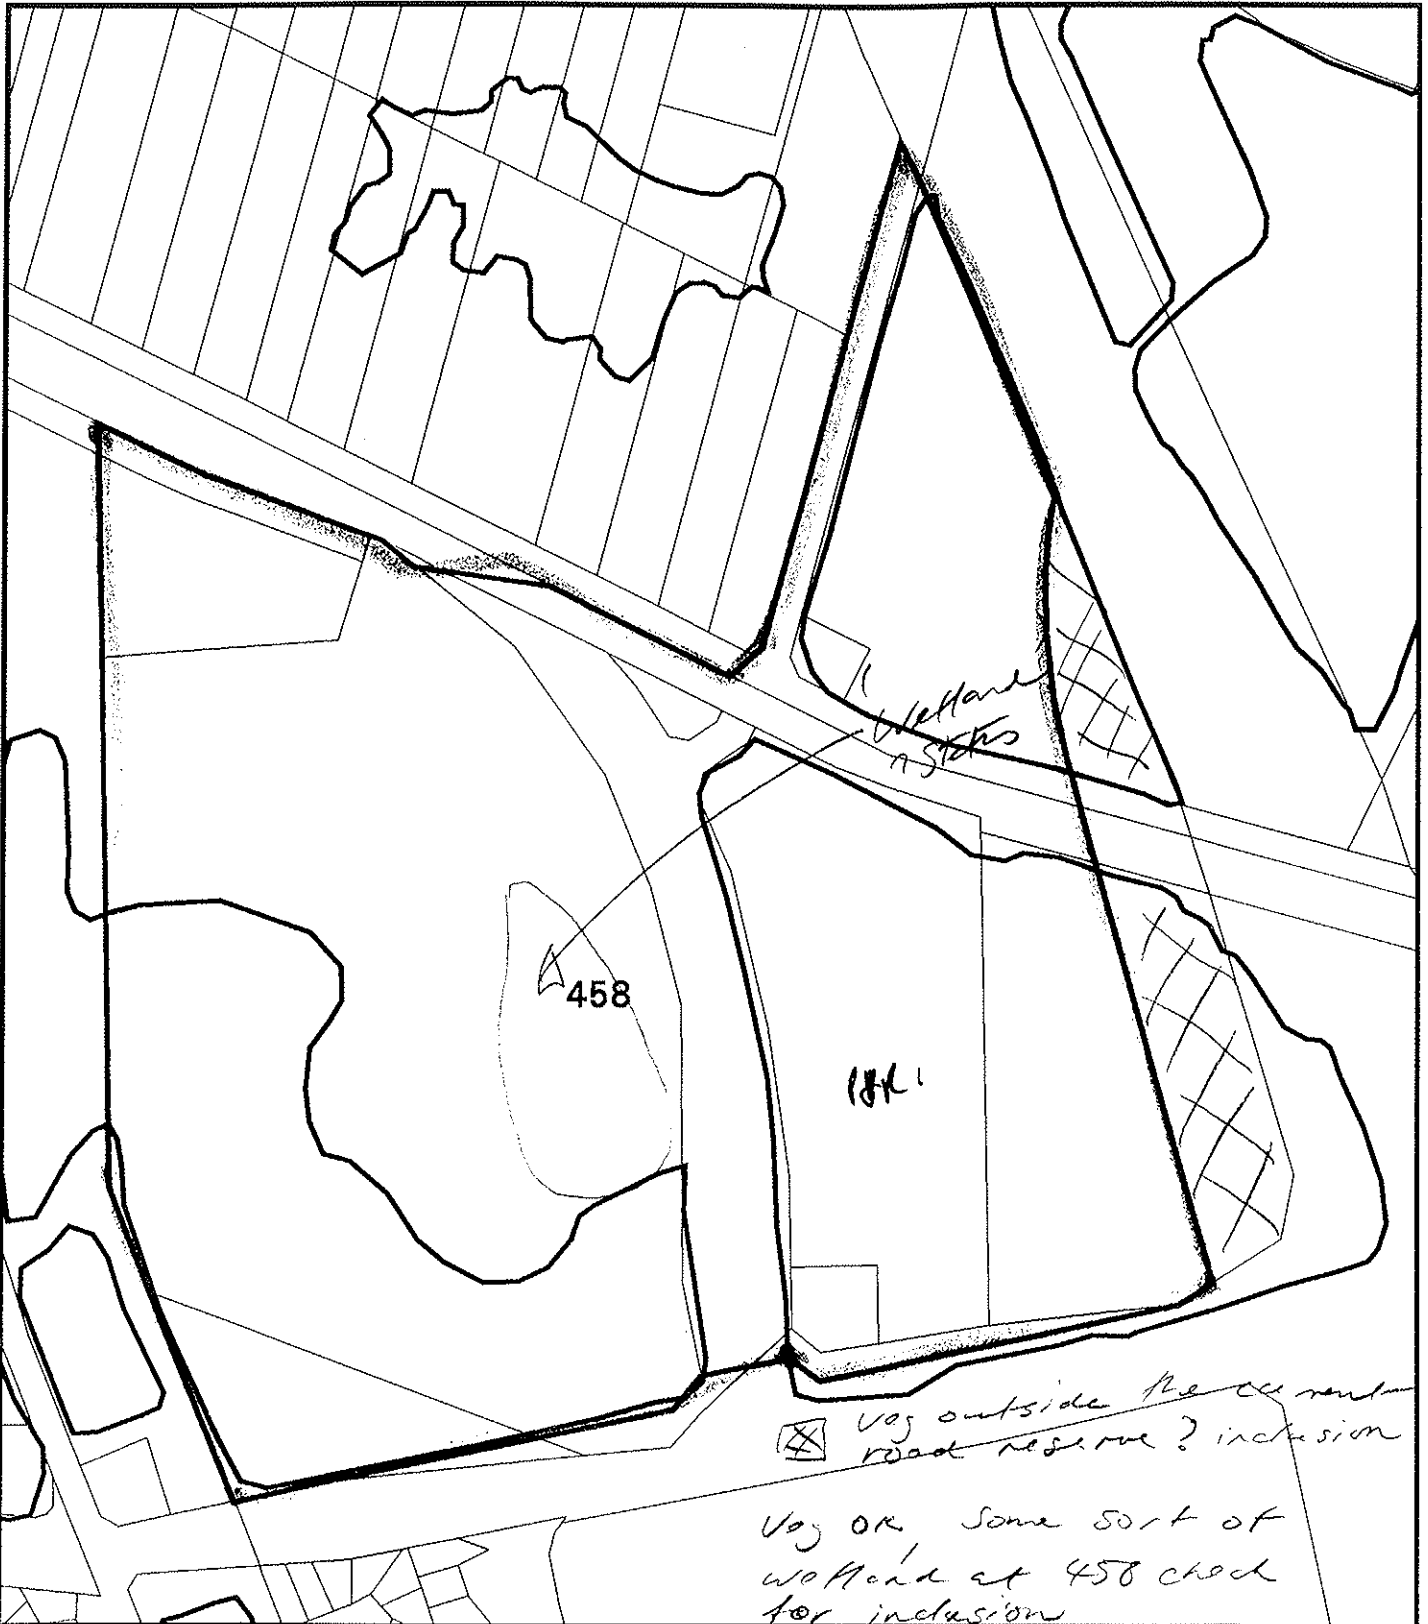 Wetland
? Status
458
Veg outside the cement
road reserve ? inclusion
Veg OK, some sort of
wetland at 458 check
for inclusion